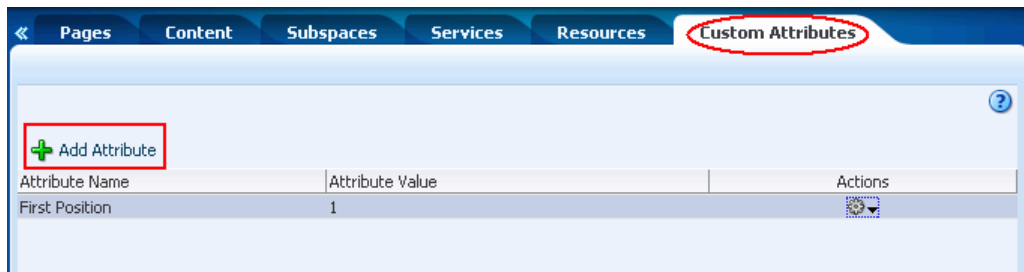 « Pages Content Subspaces Services Resources Custom Attributes
?
Add Attribute
Attribute Name Attribute Value Actions
First Position 1